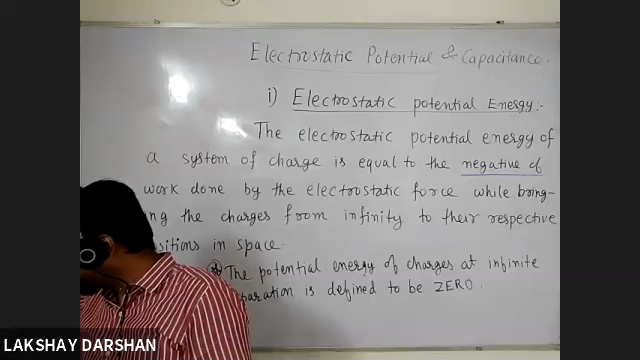 Electrostatic Potential & Capacitance.
i) Electrostatic potential Energy:-
The electrostatic potential energy of
a system of charge is equal to the negative of
work done by the electrostatic force while bring-
ing the charges from infinity to their respective
sitions in space.
The potential energy of charges at infinite
aration is defined to be ZERO.
LAKSHAY DARSHAN